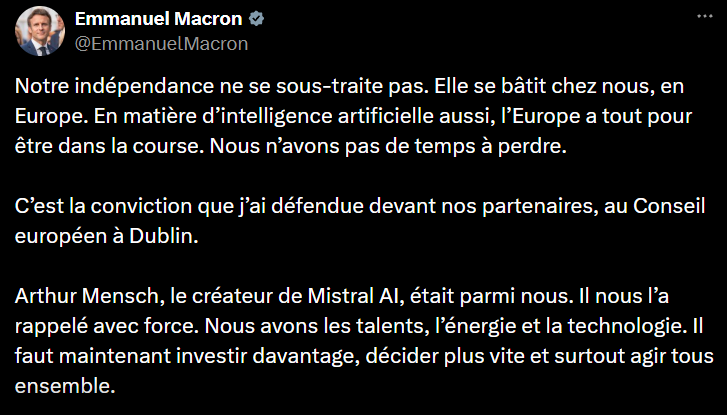 Emmanuel Macron
@EmmanuelMacron
Notre indépendance ne se sous-traite pas. Elle se bâtit chez nous, en
Europe. En matière d’intelligence artificielle aussi, l’Europe a tout pour
être dans la course. Nous n’avons pas de temps à perdre.
C’est la conviction que j’ai défendue devant nos partenaires, au Conseil
européen à Dublin.
Arthur Mensch, le créateur de Mistral AI, était parmi nous. Il nous l’a
rappelé avec force. Nous avons les talents, l’énergie et la technologie. Il
faut maintenant investir davantage, décider plus vite et surtout agir tous
ensemble.